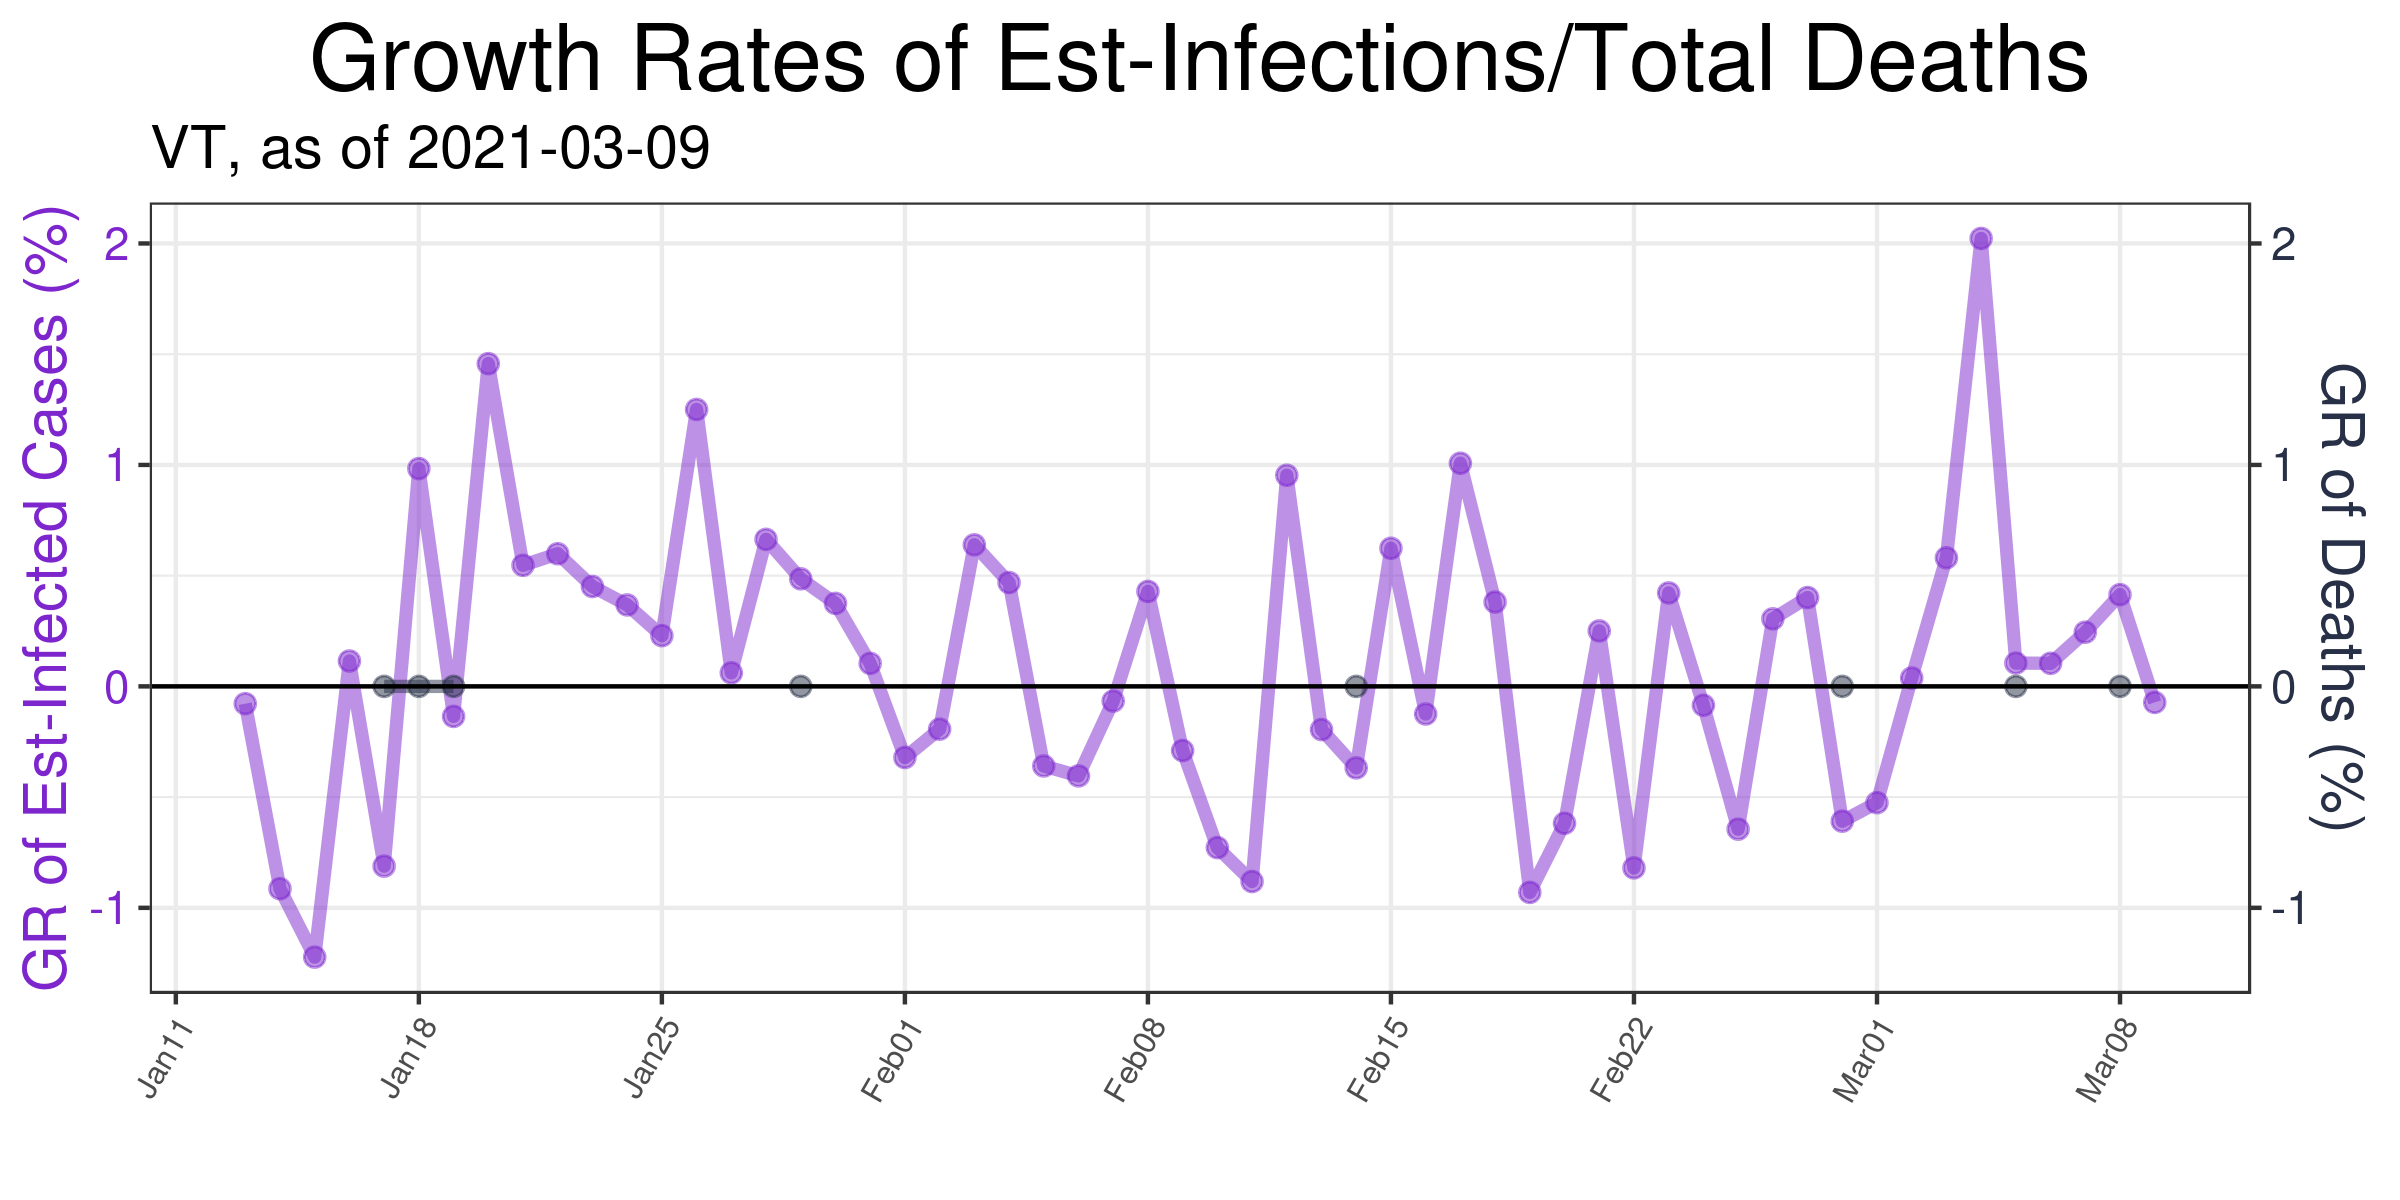 Growth Rates of Est-Infections/Total Deaths
VT, as of 2021-03-09
GR of Est-Infected Cases (%)
2
1
0
-1
2
1
0
-1
GR of Deaths (%)
Jan11
Jan18
Jan25
Feb01
Feb08
Feb15
Feb22
Mar01
Mar08